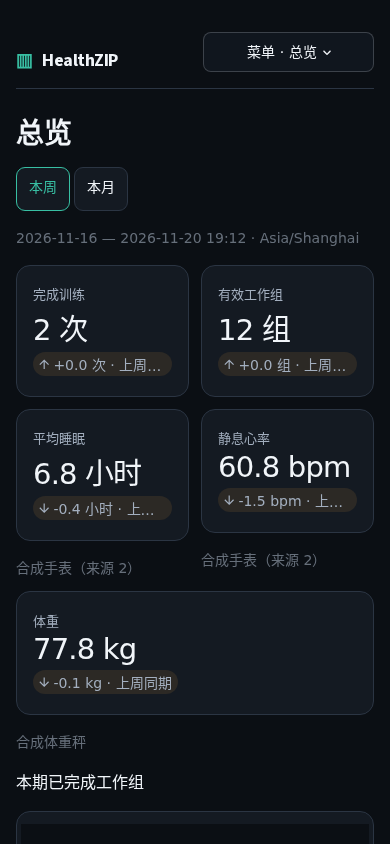 HealthZIP
菜单 · 总览
总览
本周
本月
2026-11-16 — 2026-11-20 19:12 · Asia/Shanghai
完成训练
2 次
↑ +0.0 次 · 上周…
有效工作组
12 组
↑ +0.0 组 · 上周…
平均睡眠
6.8 小时
↓ -0.4 小时 · 上…
合成手表（来源 2）
静息心率
60.8 bpm
↓ -1.5 bpm · 上…
合成手表（来源 2）
体重
77.8 kg
↓ -0.1 kg · 上周同期
合成体重秤
本期已完成工作组